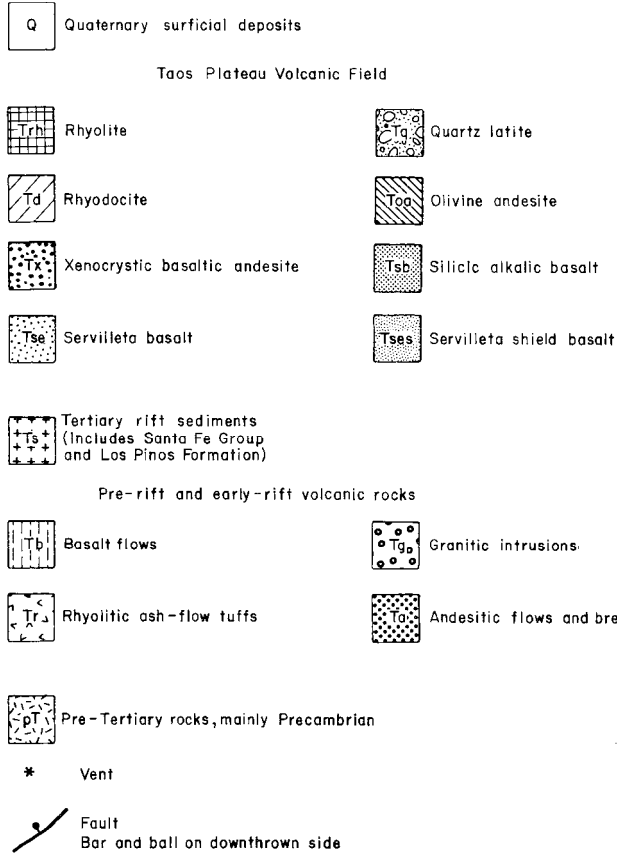 Q Quaternary surficial deposits
Taos Plateau Volcanic Field
Trh Rhyolite
Tq Quartz latite
Td Rhyodocite
Toa Olivine andesite
Tx Xenocrystic basaltic andesite
Tsb Silicic alkalic basalt
Tse Servilleta basalt
Tses Servilleta shield basalt
Ts Tertiary rift sediments
(Includes Santa Fe Group
and Los Pinos Formation)
Pre-rift and early-rift volcanic rocks
Tb Basalt flows
Tg Granitic intrusions
Tr Rhyolitic ash-flow tuffs
Ta Andesitic flows and bre
pT Pre-Tertiary rocks, mainly Precambrian
* Vent
Fault
Bar and ball on downthrown side